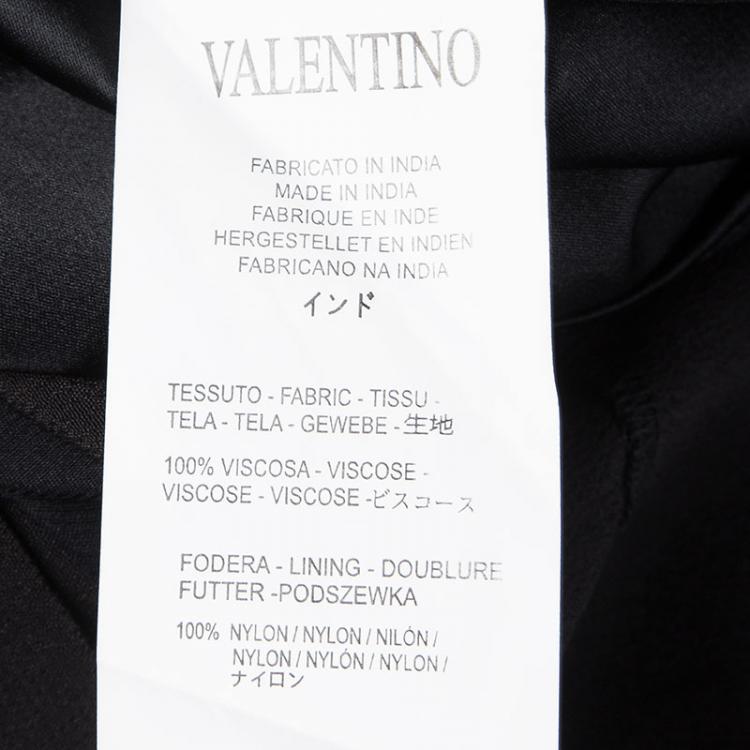 VALENTINO
FABRICATO IN INDIA
MADE IN INDIA
FABRIQUE EN INDE
HERGESTELLET EN INDIEN
FABRICANO NA INDIA
インド
TESSUTO - FABRIC - TISSU -
TELA - TELA - GEWEBE - 生地
100% VISCOSA - VISCOSE -
VISCOSE - VISCOSE -ビスコース
FODERA - LINING - DOUBLURE
FUTTER -PODSZEWKA
100% NYLON / NYLON / NILÓN /
NYLON / NYLÓN / NYLON /
ナイロン